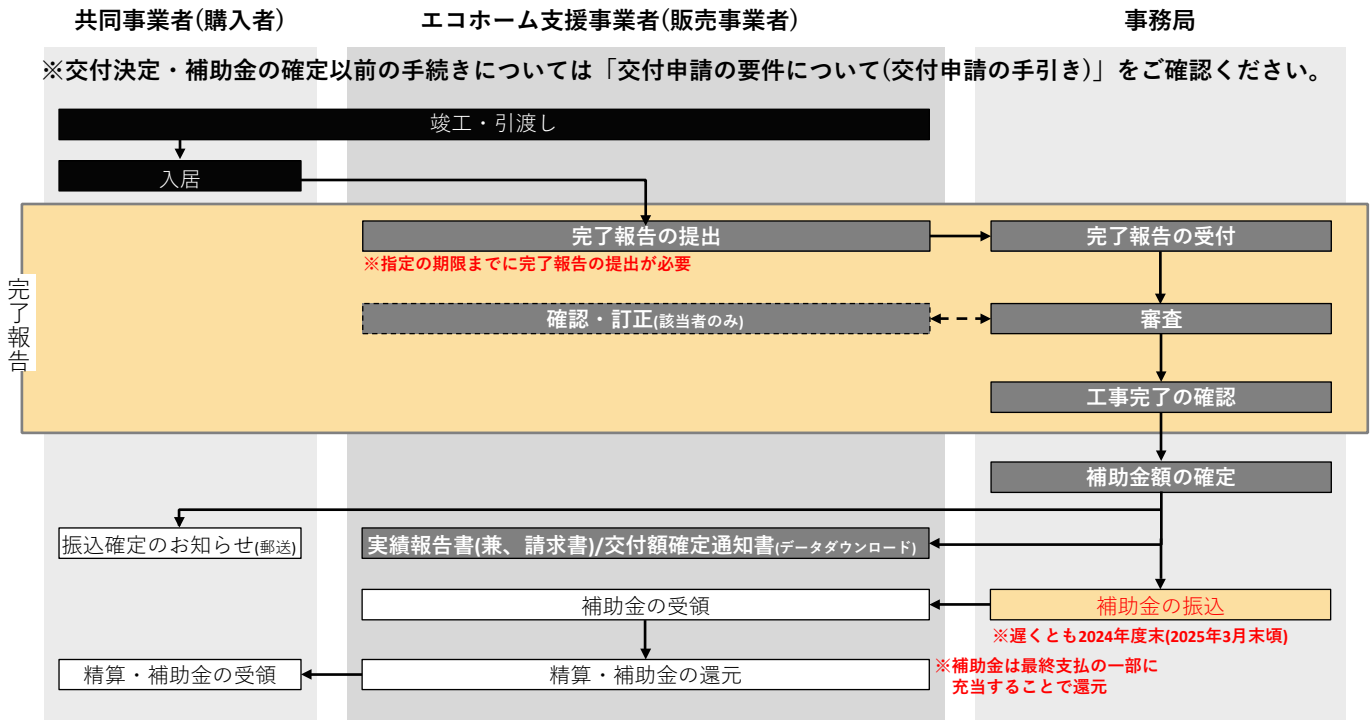 共同事業者(購入者)
エコホーム支援事業者(販売事業者)
事務局
※交付決定・補助金の確定以前の手続きについては「交付申請の要件について(交付申請の手引き)」をご確認ください。
竣工・引渡し
入居
完了報告
完了報告の提出
完了報告の受付
※指定の期限までに完了報告の提出が必要
確認・訂正(該当者のみ)
審査
工事完了の確認
補助金額の確定
振込確定のお知らせ(郵送)
実績報告書(兼、請求書)/交付額確定通知書(データダウンロード)
補助金の受領
補助金の振込
※遅くとも2024年度末(2025年3月末頃)
精算・補助金の受領
精算・補助金の還元
※補助金は最終支払の一部に
充当することで還元